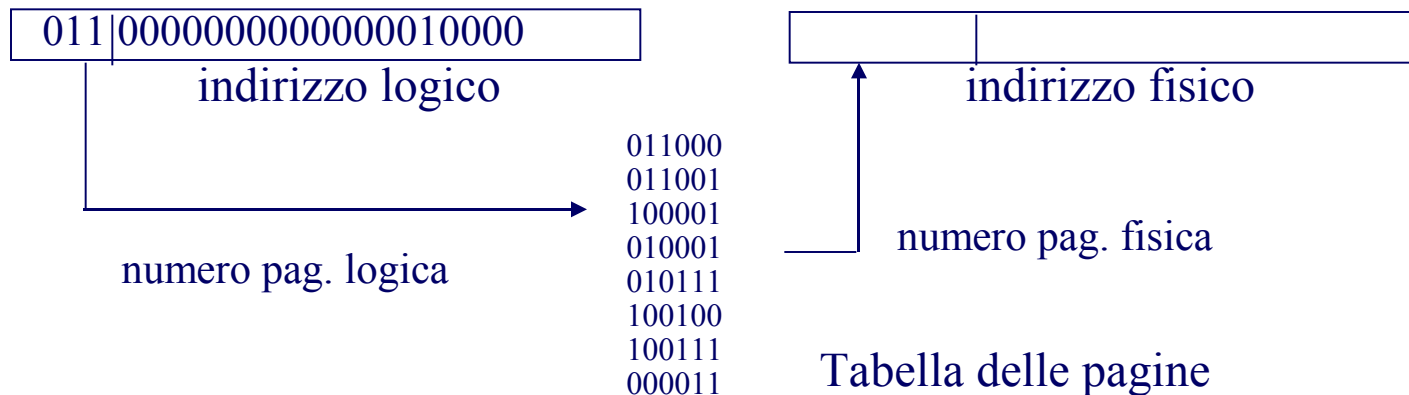 011 0000000000000010000
indirizzo logico
indirizzo fisico
011000
011001
100001
010001
010111
100100
100111
000011
numero pag. logica
numero pag. fisica
Tabella delle pagine